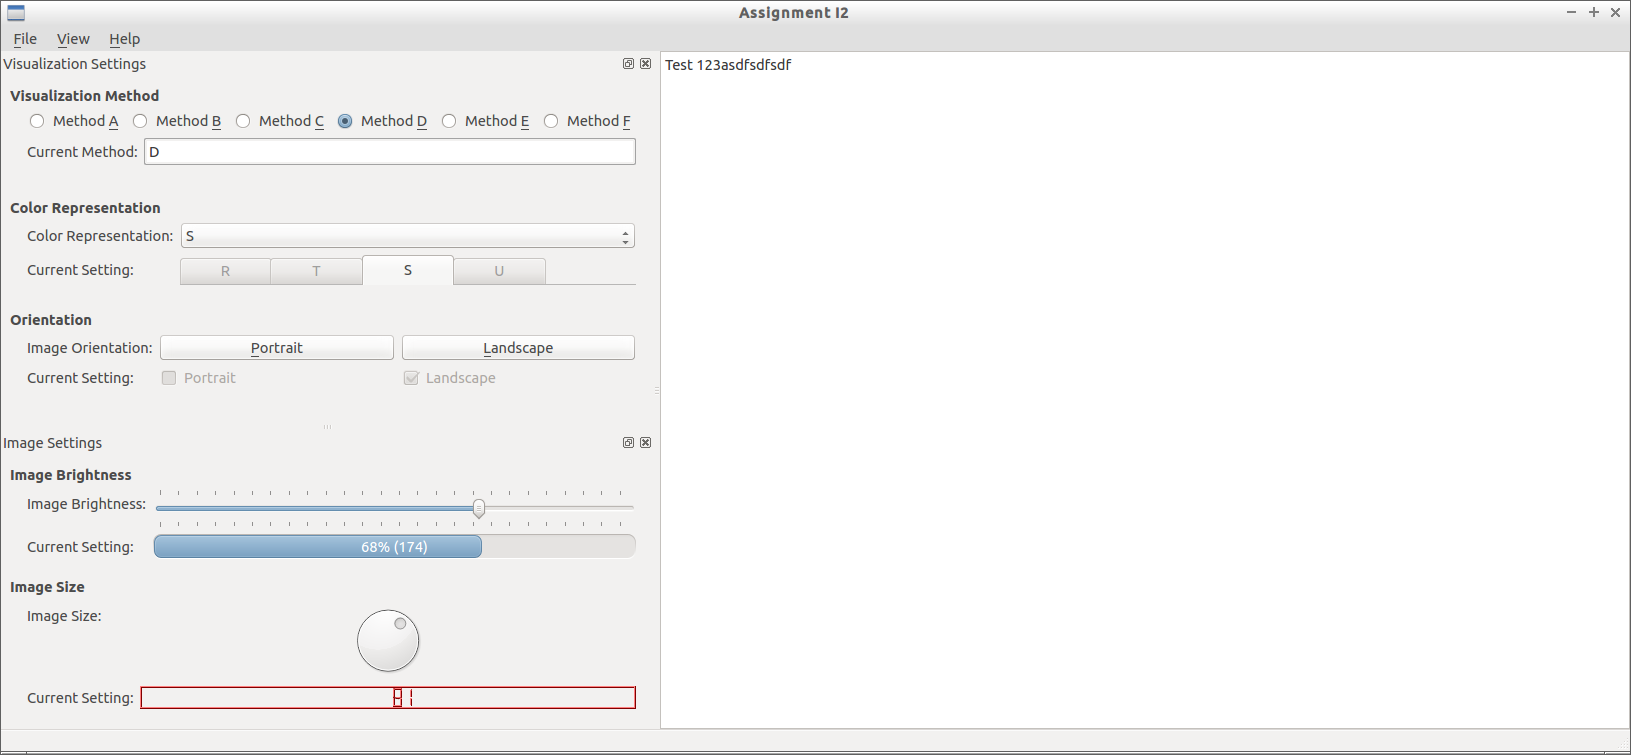 Assignment I2
File View Help
Visualization Settings
Visualization Method
Method A Method B Method C Method D Method E Method F
Current Method: D
Color Representation
Color Representation: S
Current Setting: R T S U
Orientation
Image Orientation: Portrait Landscape
Current Setting: Portrait Landscape
Image Settings
Image Brightness
Image Brightness:
Current Setting: 68% (174)
Image Size
Image Size:
Current Setting: 81
Test 123asdfsdfsdf